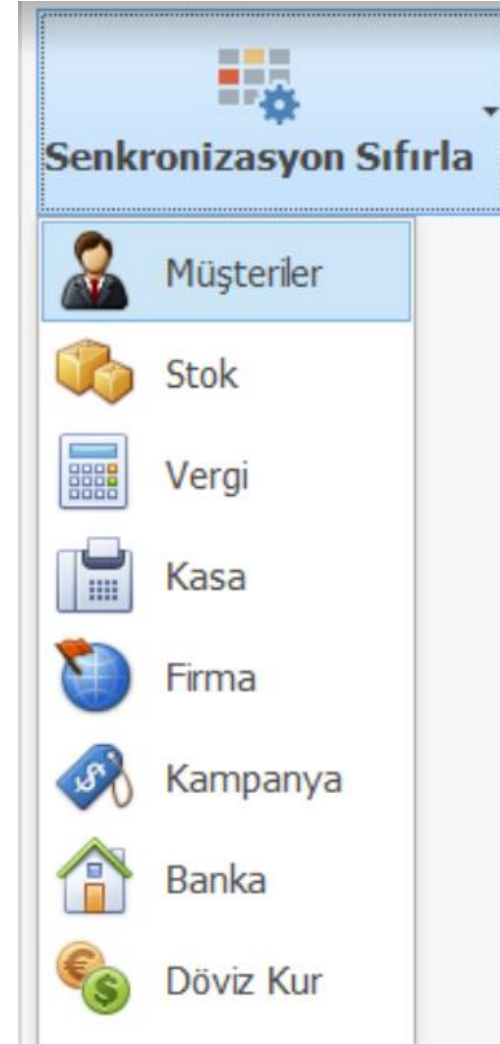 Senkronizasyon Sıfırla
Müşteriler
Stok
Vergi
Kasa
Firma
Kampanya
Banka
Döviz Kur